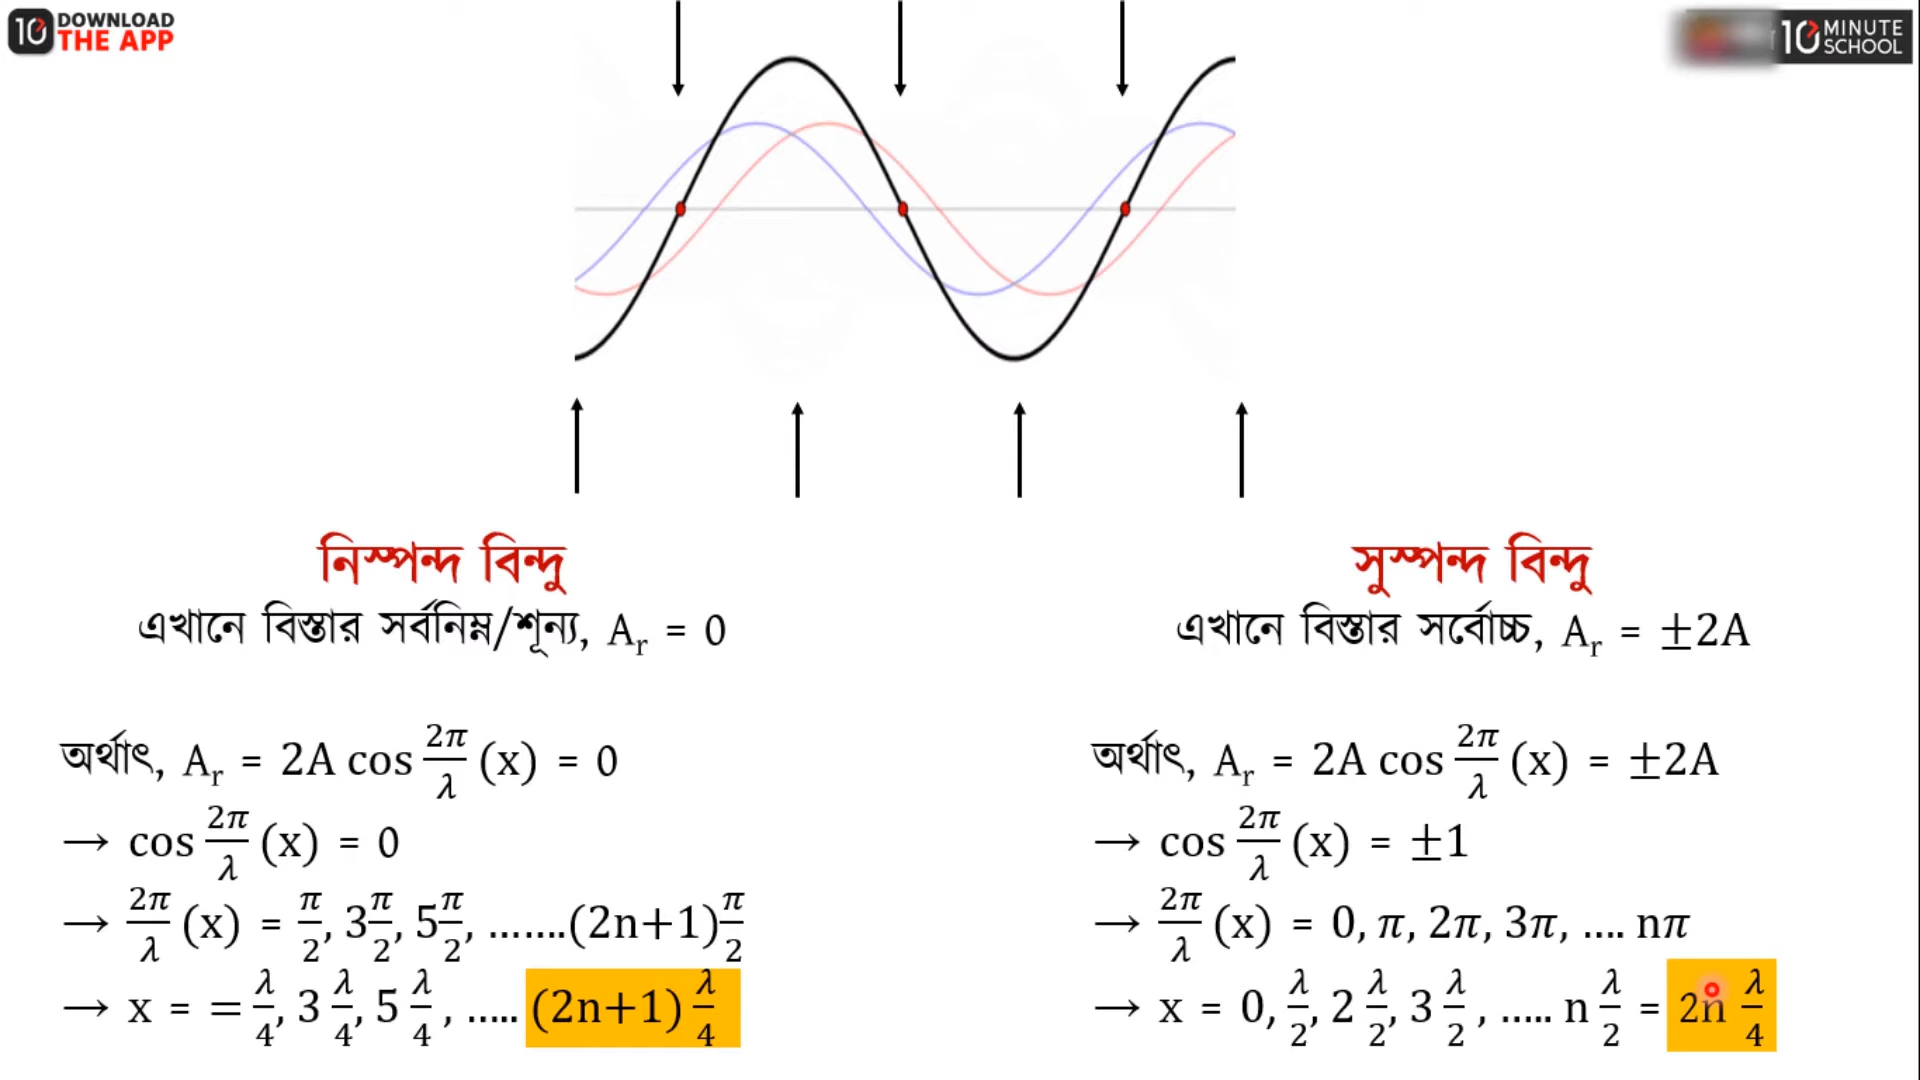 10 DOWNLOAD THE APP
10 MINUTE SCHOOL
নিস্পন্দ বিন্দু
এখানে বিস্তার সর্বনিম্ন/শূন্য, Aᵣ = 0
অর্থাৎ, Aᵣ = 2A cos 2π/λ (x) = 0
→ cos 2π/λ (x) = 0
→ 2π/λ (x) = π/2, 3π/2, 5π/2, .......(2n+1)π/2
→ x = = λ/4, 3 λ/4, 5 λ/4 , ..... (2n+1) λ/4
সুস্পন্দ বিন্দু
এখানে বিস্তার সর্বোচ্চ, Aᵣ = ±2A
অর্থাৎ, Aᵣ = 2A cos 2π/λ (x) = ±2A
→ cos 2π/λ (x) = ±1
→ 2π/λ (x) = 0, π, 2π, 3π, .... nπ
→ x = 0, λ/2, 2 λ/2, 3 λ/2 , ..... n λ/2 = 2n λ/4